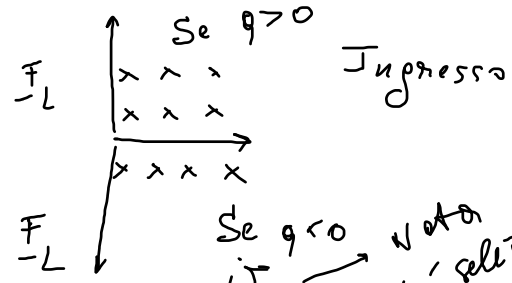 Se q>0
F_L
Ingresso
x x x
x x x
x x x x
F_L
Se q<0